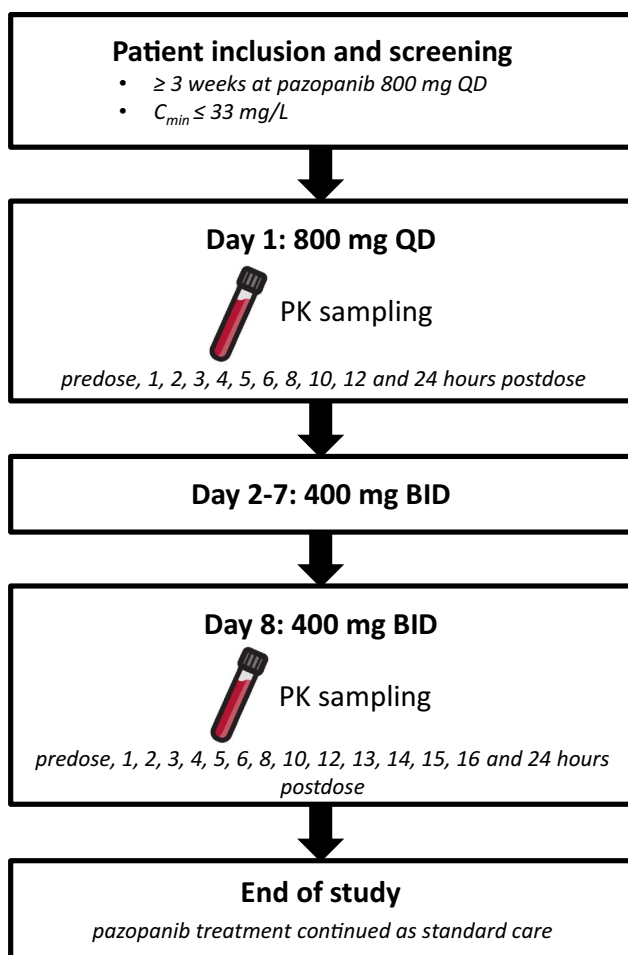 Patient inclusion and screening
• ≥ 3 weeks at pazopanib 800 mg QD
• Cmin ≤ 33 mg/L
Day 1: 800 mg QD
PK sampling
predose, 1, 2, 3, 4, 5, 6, 8, 10, 12 and 24 hours postdose
Day 2-7: 400 mg BID
Day 8: 400 mg BID
PK sampling
predose, 1, 2, 3, 4, 5, 6, 8, 10, 12, 13, 14, 15, 16 and 24 hours
postdose
End of study
pazopanib treatment continued as standard care